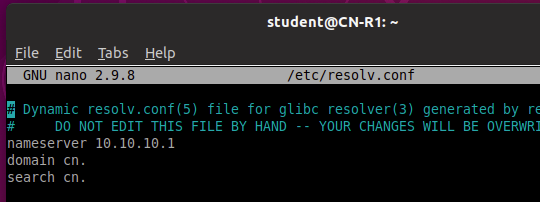 student@CN-R1: ~
File Edit Tabs Help
GNU nano 2.9.8 /etc/resolv.conf
# Dynamic resolv.conf(5) file for glibc resolver(3) generated by re
# DO NOT EDIT THIS FILE BY HAND -- YOUR CHANGES WILL BE OVERWRI
nameserver 10.10.10.1
domain cn.
search cn.